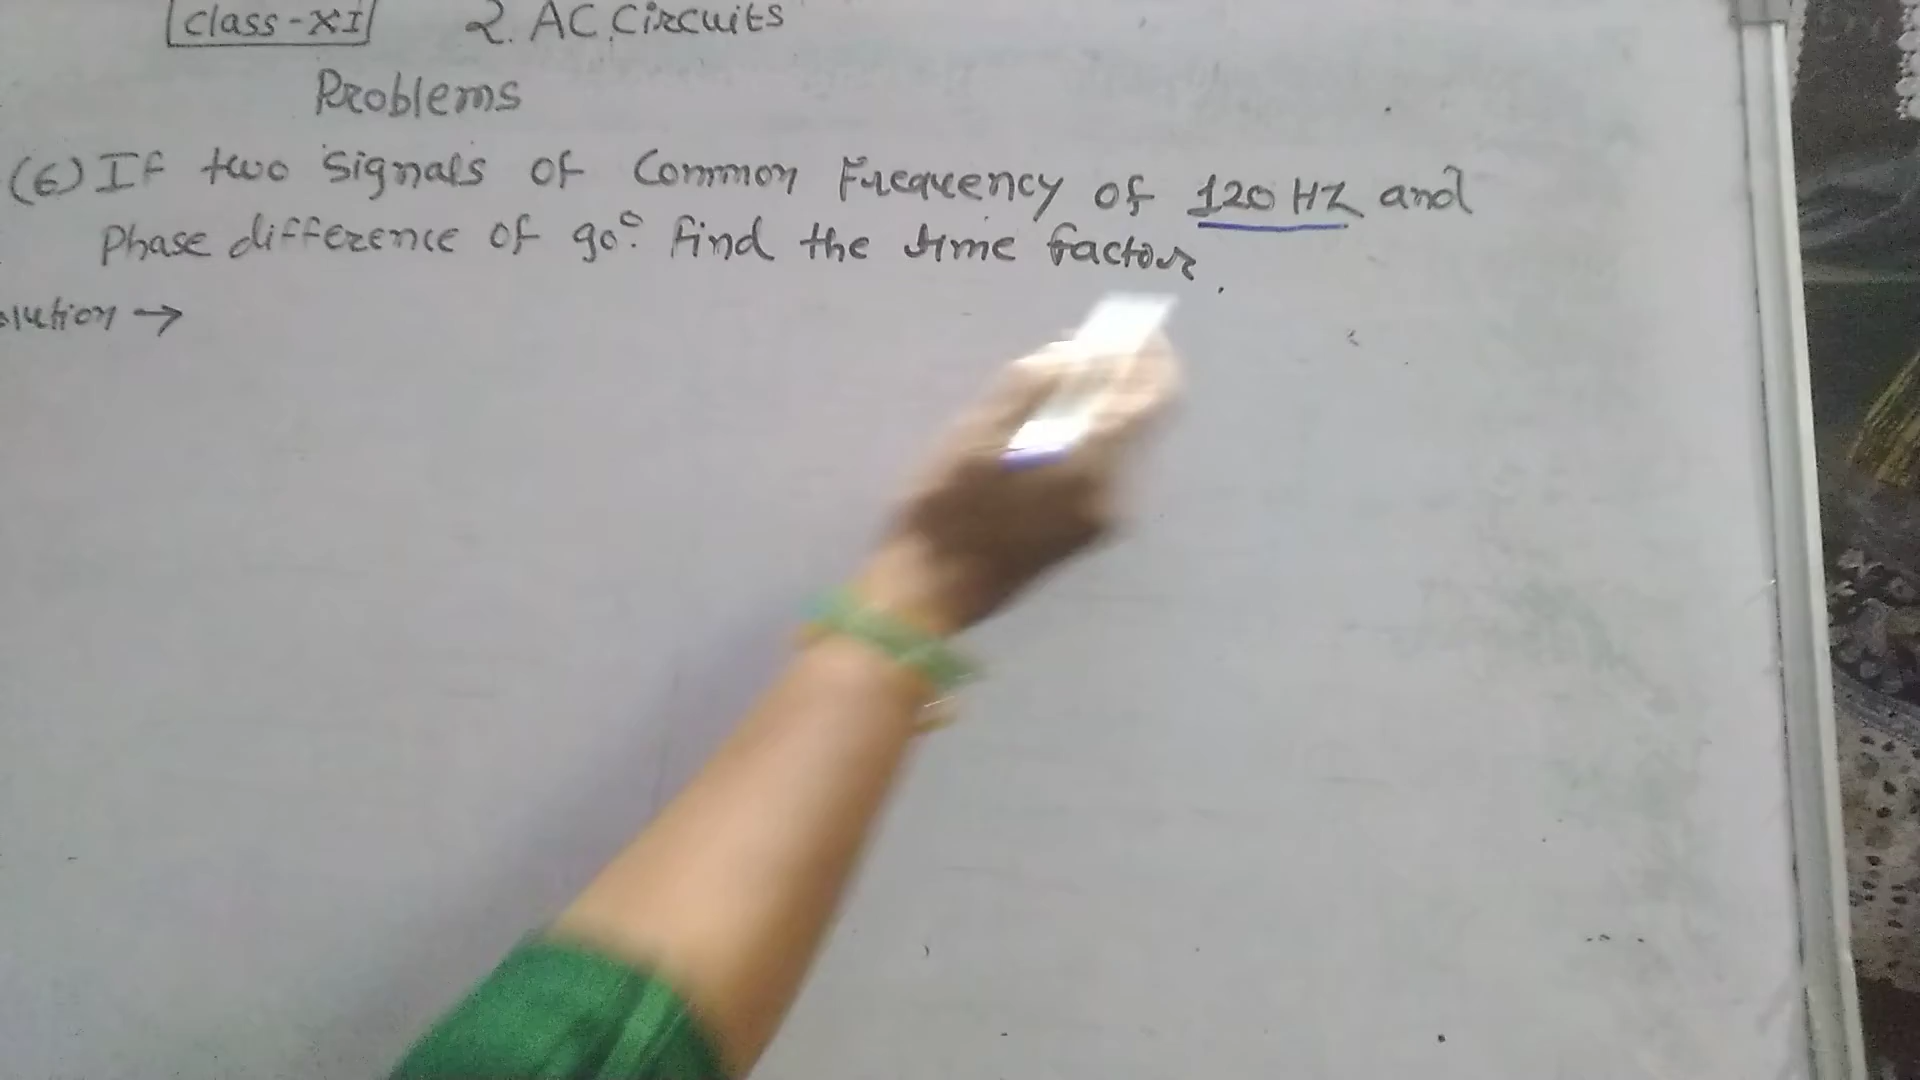 Class-XI 2. AC Circuits
Problems
(6) If two signals of Common Frequency of 120 HZ and
Phase difference of 90°. find the time factor.
olution →